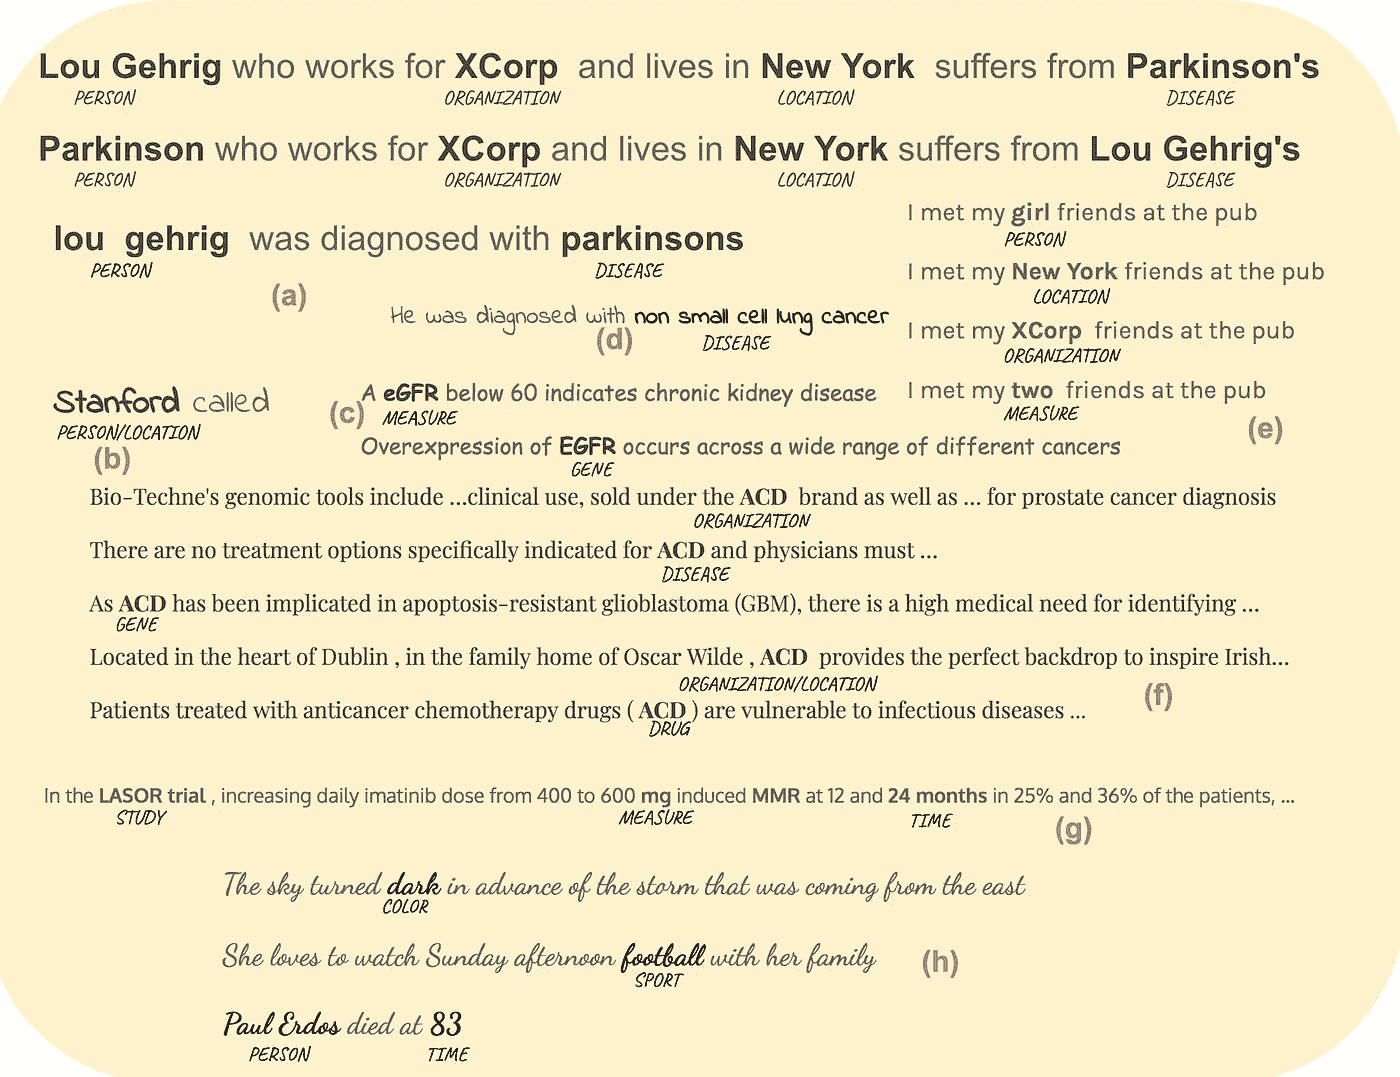 Lou Gehrig who works for XCorp and lives in New York suffers from Parkinson's
PERSON ORGANIZATION LOCATION DISEASE
Parkinson who works for XCorp and lives in New York suffers from Lou Gehrig's
PERSON ORGANIZATION LOCATION DISEASE
lou gehrig was diagnosed with parkinsons
PERSON DISEASE
(a)
I met my girl friends at the pub
PERSON
I met my New York friends at the pub
LOCATION
I met my XCorp friends at the pub
ORGANIZATION
I met my two friends at the pub
MEASURE
(e)
He was diagnosed with non small cell lung cancer
(d) DISEASE
Stanford called
PERSON/LOCATION
(b)
(c) A eGFR below 60 indicates chronic kidney disease
MEASURE
Overexpression of EGFR occurs across a wide range of different cancers
GENE
Bio-Techne's genomic tools include ...clinical use, sold under the ACD brand as well as ... for prostate cancer diagnosis
ORGANIZATION
There are no treatment options specifically indicated for ACD and physicians must ...
DISEASE
As ACD has been implicated in apoptosis-resistant glioblastoma (GBM), there is a high medical need for identifying ...
GENE
Located in the heart of Dublin , in the family home of Oscar Wilde , ACD provides the perfect backdrop to inspire Irish...
ORGANIZATION/LOCATION
(f)
Patients treated with anticancer chemotherapy drugs ( ACD ) are vulnerable to infectious diseases ...
DRUG
In the LASOR trial , increasing daily imatinib dose from 400 to 600 mg induced MMR at 12 and 24 months in 25% and 36% of the patients, ...
STUDY MEASURE TIME
(g)
The sky turned dark in advance of the storm that was coming from the east
COLOR
She loves to watch Sunday afternoon football with her family
SPORT
(h)
Paul Erdos died at 83
PERSON TIME